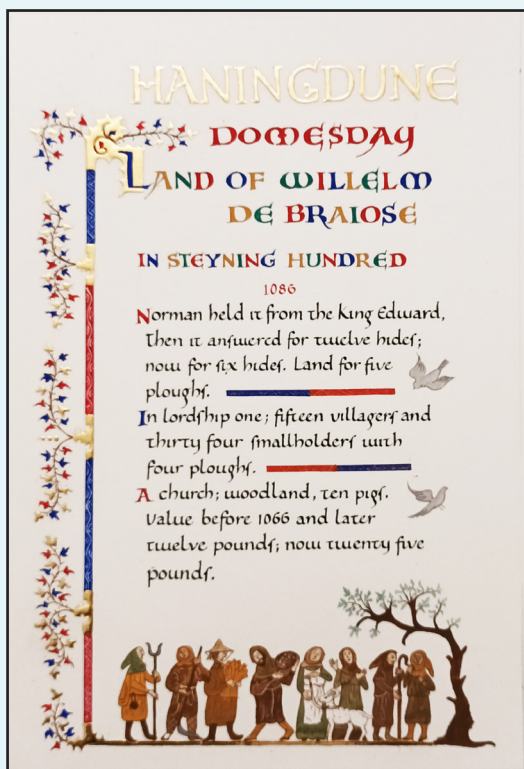 HANINGDUNE
DOMESDAY
LAND OF WILLELM
DE BRAIOSE
IN STEYNING HUNDRED
1086
Norman held it from the King Edward,
Then it answered for twelve hides;
now for six hides. Land for five
ploughs.
In lordship one; fifteen villagers and
thirty four smallholders with
four ploughs.
A church; woodland, ten pigs.
Value before 1066 and later
twelve pounds; now twenty five
pounds.